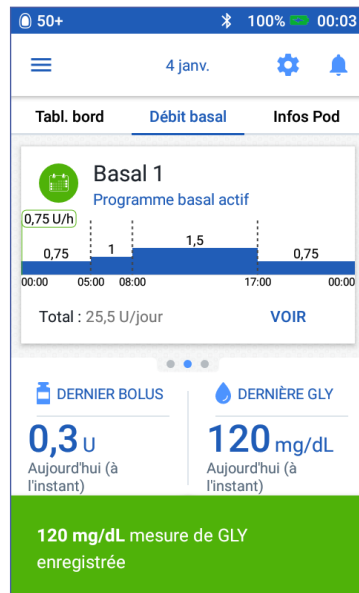 50+ 100% 00:03
4 janv.
Tabl. bord Débit basal Infos Pod
Basal 1
Programme basal actif
0,75 U/h
0,75 1 1,5 0,75
00:00 05:00 08:00 17:00 00:00
Total : 25,5 U/jour VOIR
DERNIER BOLUS DERNIÈRE GLY
0,3 U 120 mg/dL
Aujourd'hui (à Aujourd'hui (à
l'instant) l'instant)
120 mg/dL mesure de GLY
enregistrée